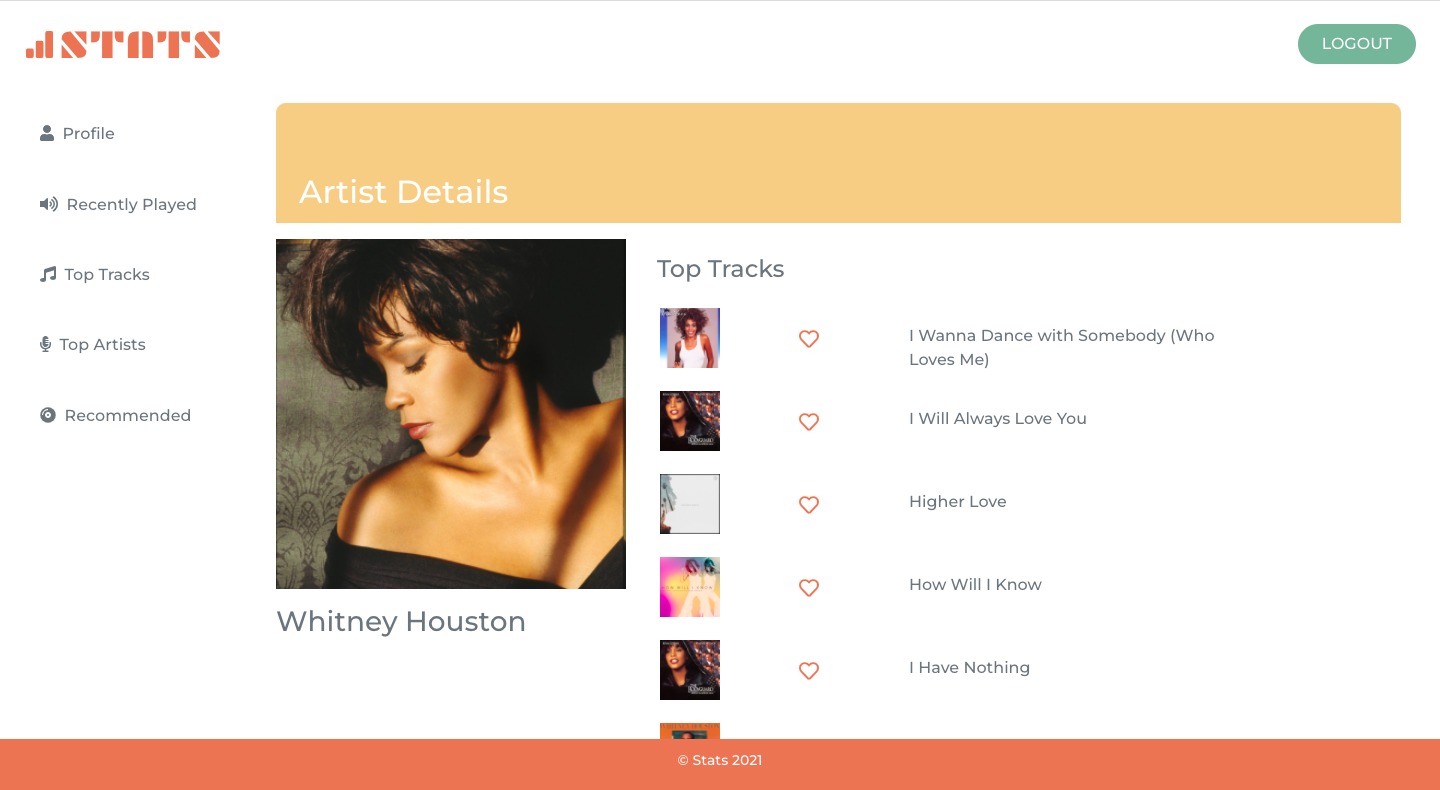 STATS
LOGOUT
Profile
Recently Played
Top Tracks
Top Artists
Recommended
Artist Details
Whitney Houston
Top Tracks
I Wanna Dance with Somebody (Who
Loves Me)
I Will Always Love You
Higher Love
How Will I Know
I Have Nothing
© Stats 2021